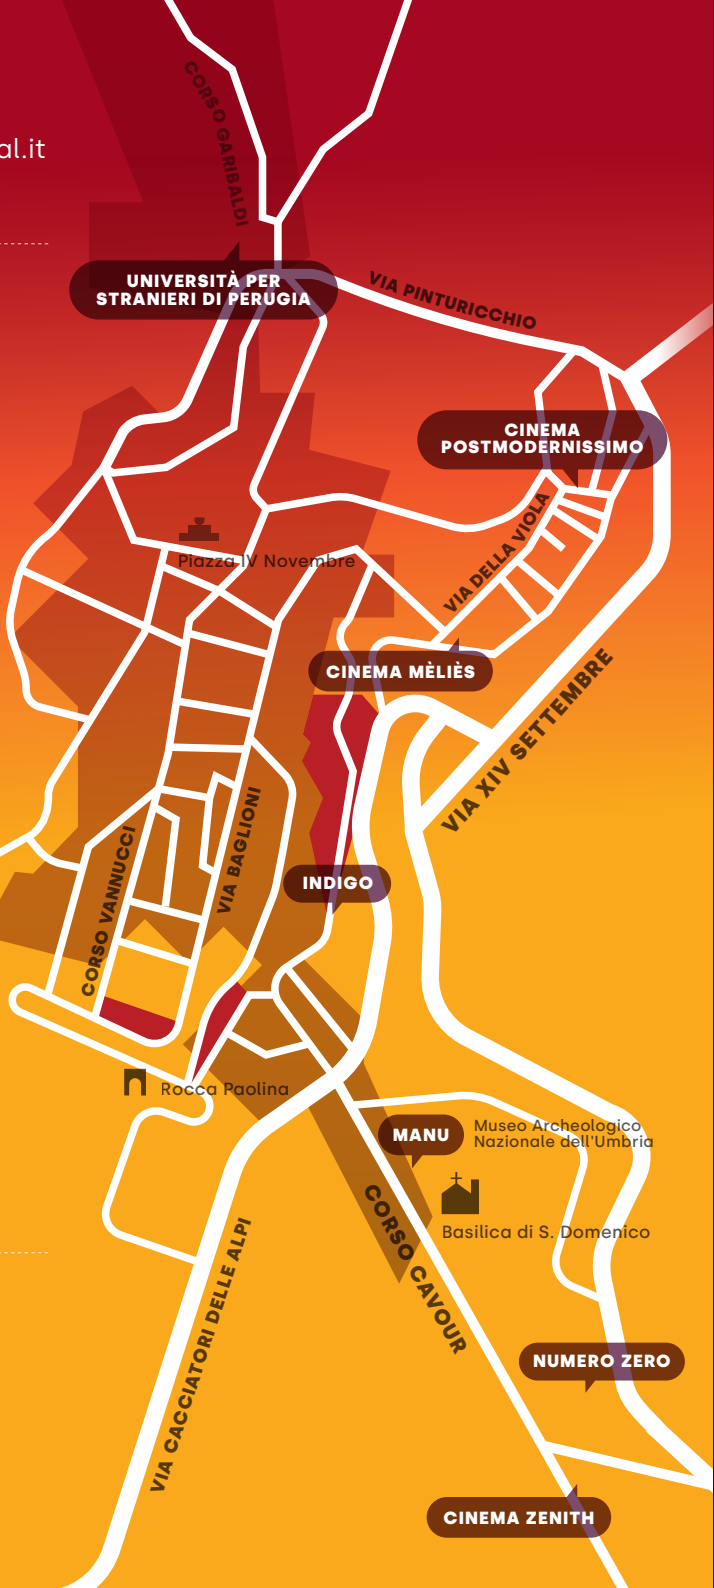 CORSO GARIBALDI
al.it
UNIVERSITÀ PER
STRANIERI DI PERUGIA
VIA PINTURICCHIO
CINEMA
POSTMODERNISSIMO
VIA DELLA VIOLA
Piazza IV Novembre
CINEMA MÈLIÈS
VIA XIV SETTEMBRE
VIA BAGLIONI
CORSO VANNUCCI
INDIGO
Rocca Paolina
MANU
Museo Archeologico
Nazionale dell'Umbria
CORSO CAVOUR
Basilica di S. Domenico
VIA CACCIATORI DELLE ALPI
NUMERO ZERO
CINEMA ZENITH